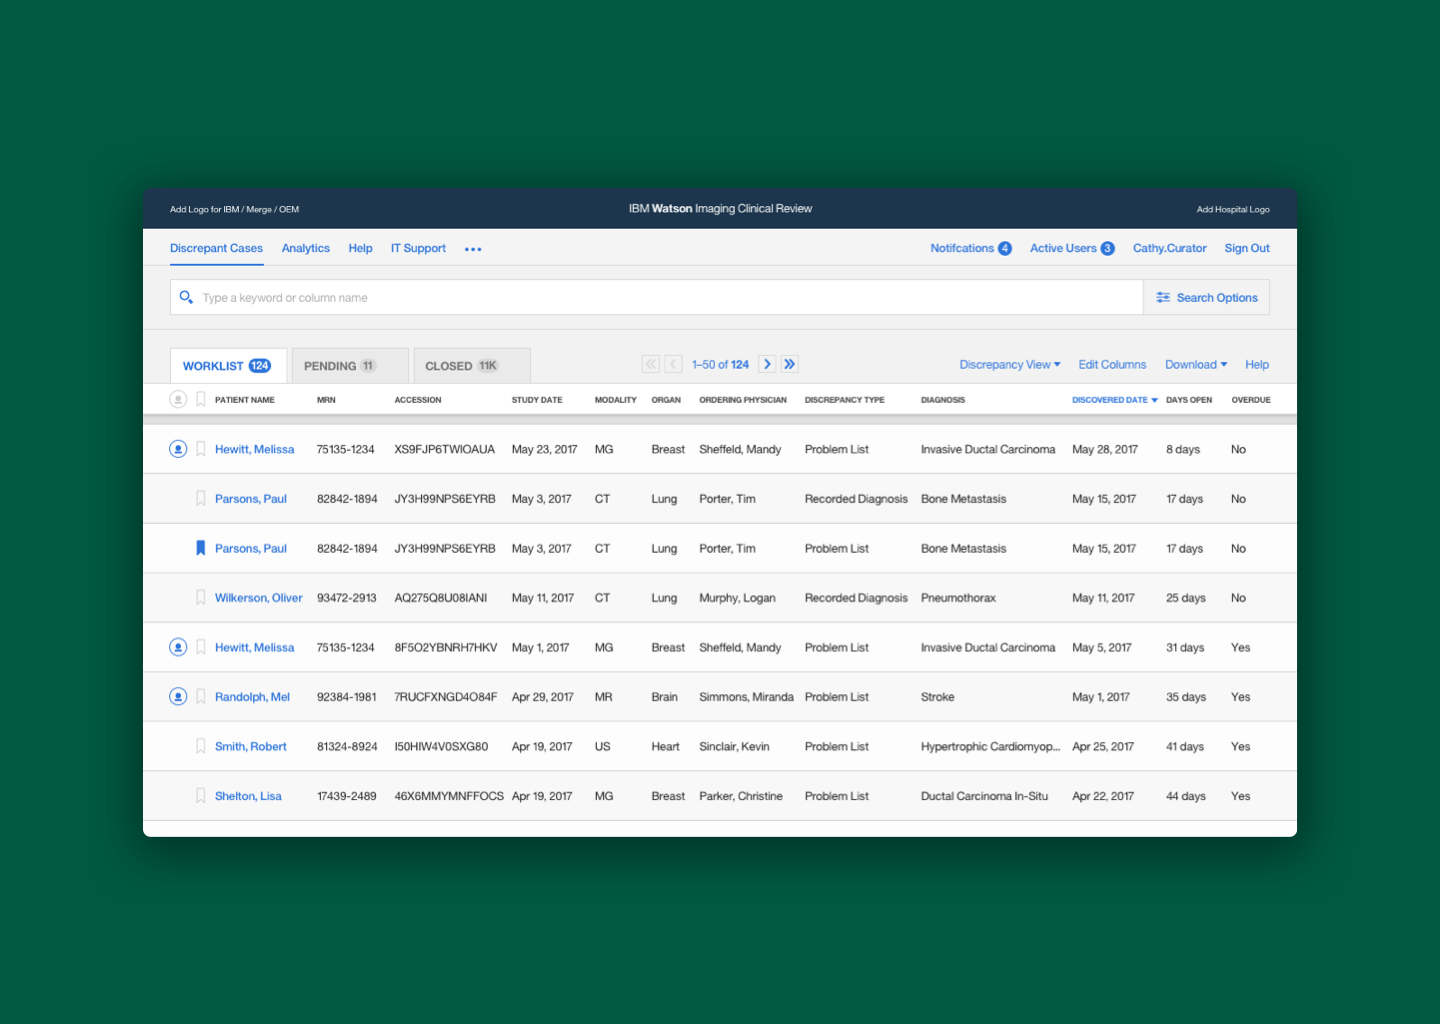 Add Logo for IBM / Merge / OEM IBM Watson Imaging Clinical Review Add Hospital Logo
Discrepant Cases Analytics Help IT Support ••• Notifcations 4 Active Users 3 Cathy.Curator Sign Out
Type a keyword or column name Search Options
WORKLIST 124 PENDING 11 CLOSED 11K 1–50 of 124 Discrepancy View Edit Columns Download Help
PATIENT NAME MRN ACCESSION STUDY DATE MODALITY ORGAN ORDERING PHYSICIAN DISCREPANCY TYPE DIAGNOSIS DISCOVERED DATE DAYS OPEN OVERDUE
Hewitt, Melissa 75135-1234 XS9FJP6TWIOAUA May 23, 2017 MG Breast Sheffeld, Mandy Problem List Invasive Ductal Carcinoma May 28, 2017 8 days No
Parsons, Paul 82842-1894 JY3H99NPS6EYRB May 3, 2017 CT Lung Porter, Tim Recorded Diagnosis Bone Metastasis May 15, 2017 17 days No
Parsons, Paul 82842-1894 JY3H99NPS6EYRB May 3, 2017 CT Lung Porter, Tim Problem List Bone Metastasis May 15, 2017 17 days No
Wilkerson, Oliver 93472-2913 AQ275Q8U08IANI May 11, 2017 CT Lung Murphy, Logan Recorded Diagnosis Pneumothorax May 11, 2017 25 days No
Hewitt, Melissa 75135-1234 8F5O2YBNRH7HKV May 1, 2017 MG Breast Sheffeld, Mandy Problem List Invasive Ductal Carcinoma May 5, 2017 31 days Yes
Randolph, Mel 92384-1981 7RUCFXNGD4O84F Apr 29, 2017 MR Brain Simmons, Miranda Problem List Stroke May 1, 2017 35 days Yes
Smith, Robert 81324-8924 I50HIW4V0SXG80 Apr 19, 2017 US Heart Sinclair, Kevin Problem List Hypertrophic Cardiomyop... Apr 25, 2017 41 days Yes
Shelton, Lisa 17439-2489 46X6MMYMNFFOCS Apr 19, 2017 MG Breast Parker, Christine Problem List Ductal Carcinoma In-Situ Apr 22, 2017 44 days Yes